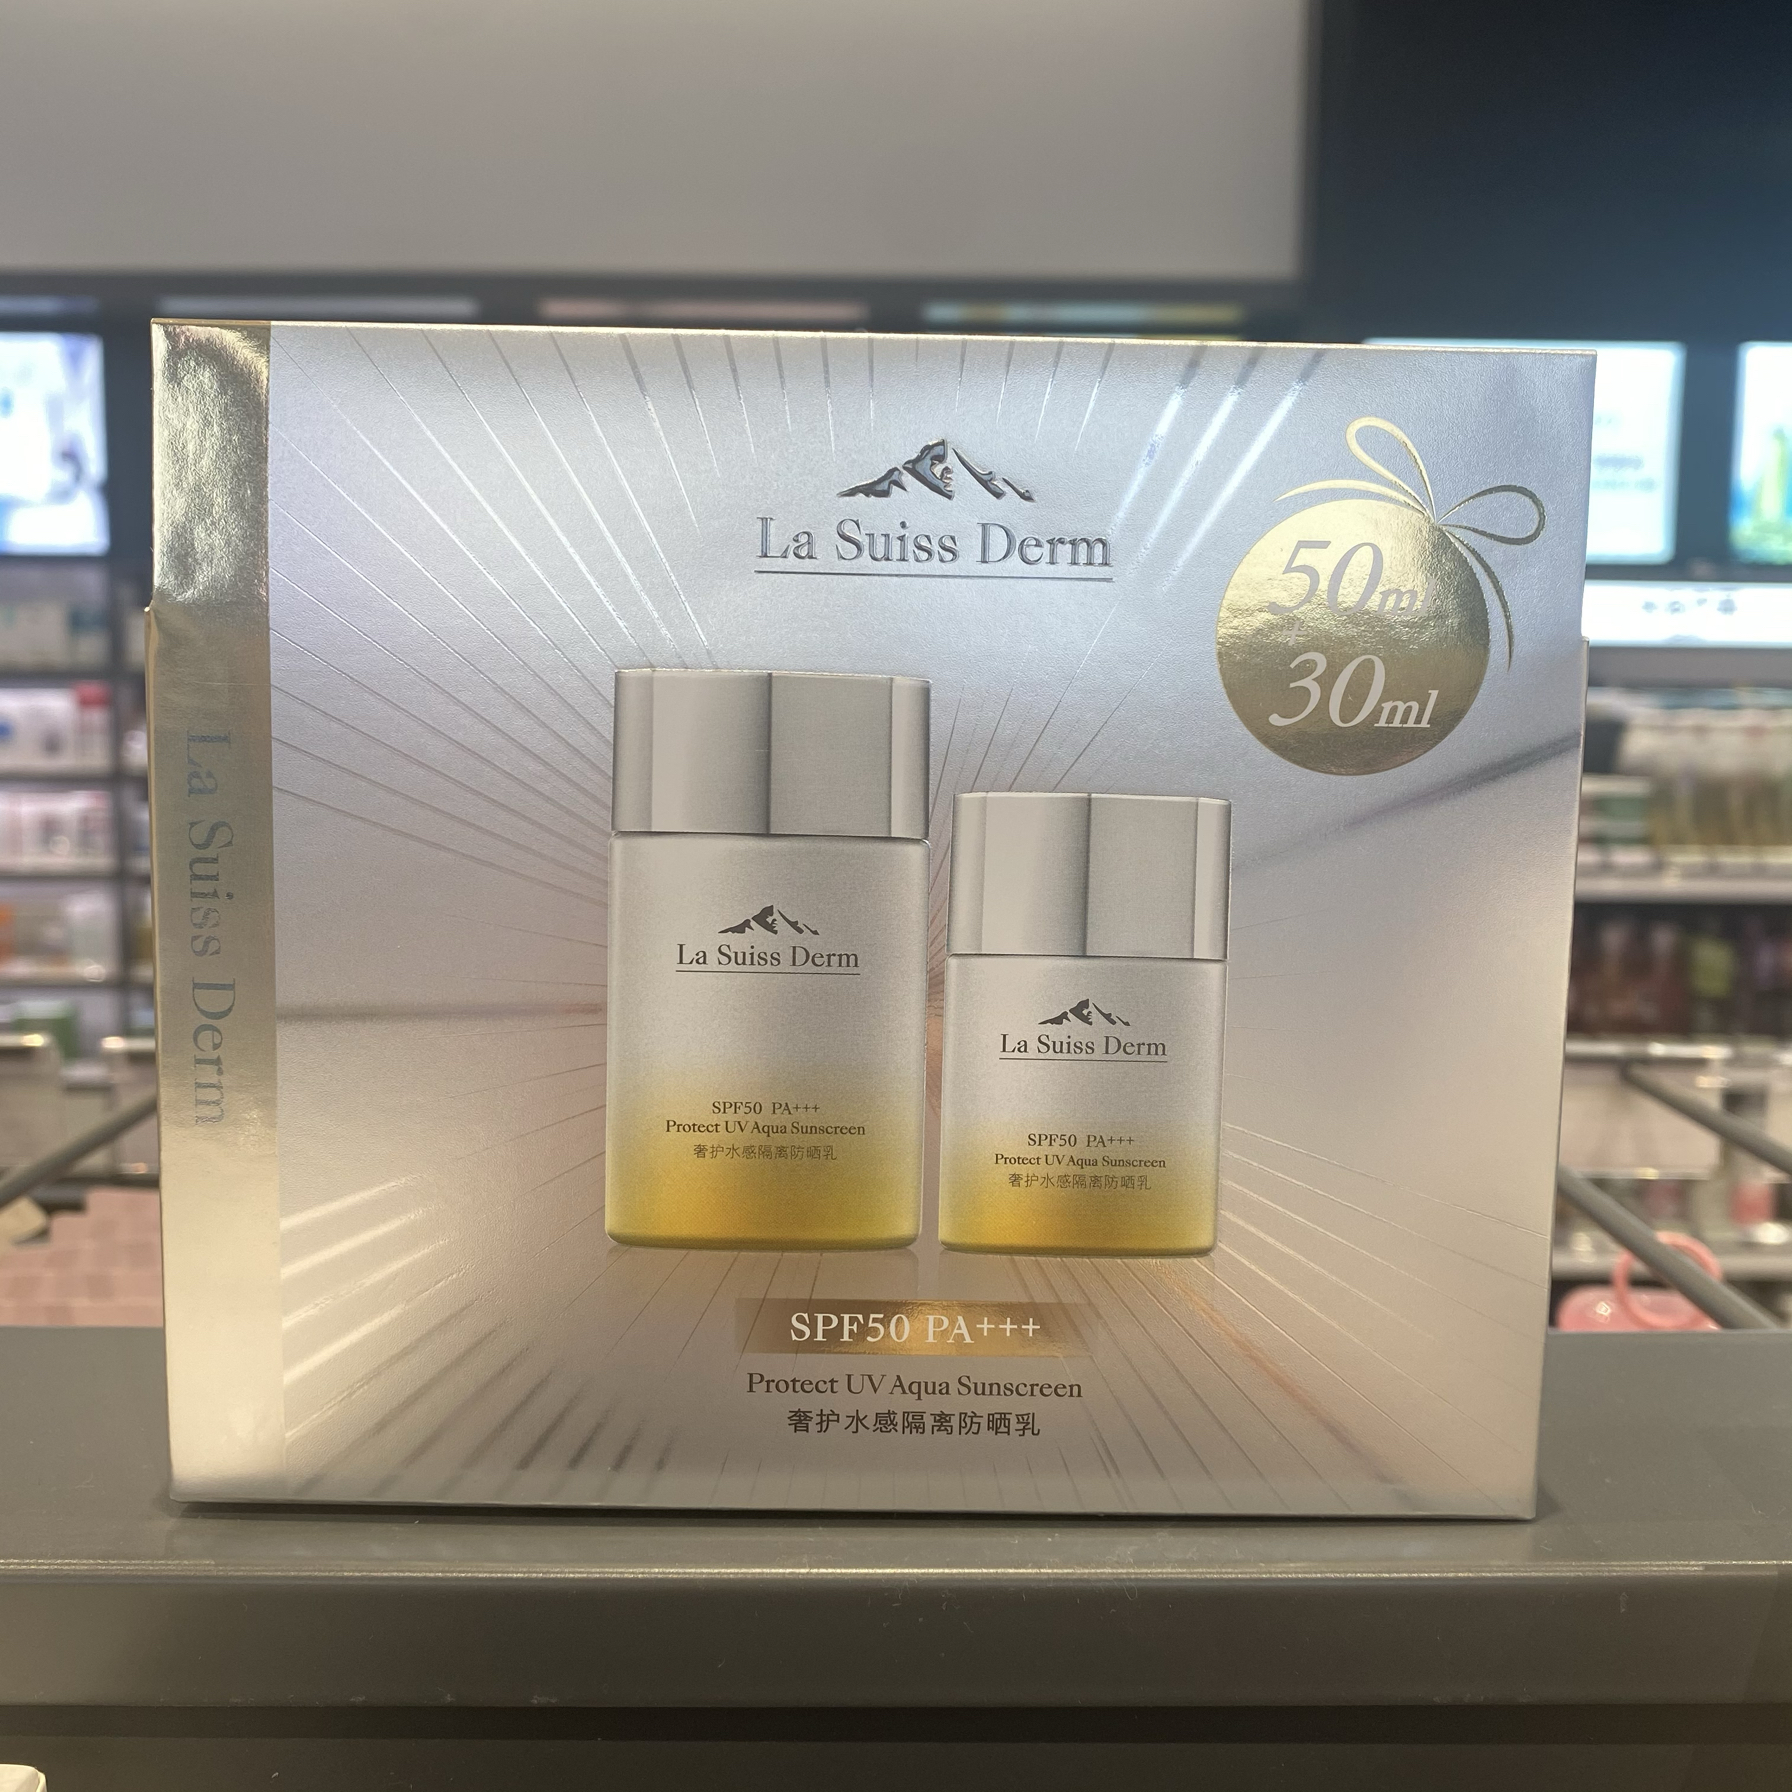 La Suiss Derm
La Suiss Derm
50ml
+
30ml
La Suiss Derm
SPF50 PA+++
Protect UV Aqua Sunscreen
奢护水感隔离防晒乳
La Suiss Derm
SPF50 PA+++
Protect UV Aqua Sunscreen
奢护水感隔离防晒乳
SPF50 PA+++
Protect UV Aqua Sunscreen
奢护水感隔离防晒乳